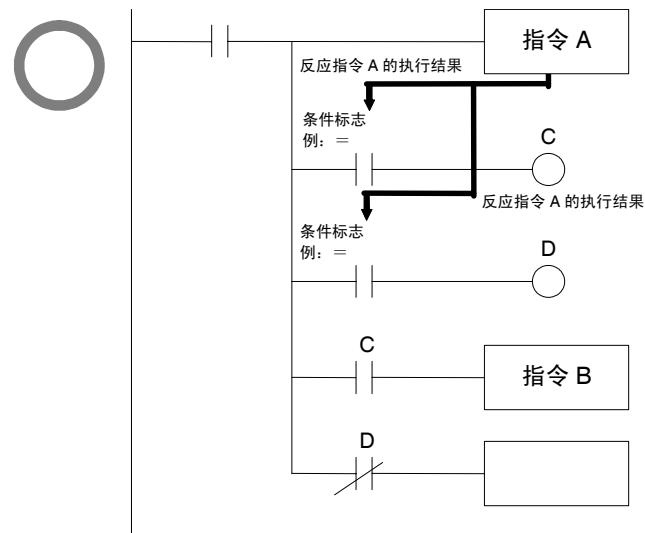 指令 A
反应指令 A 的执行结果
条件标志
例：＝
C
反应指令 A 的执行结果
条件标志
例：＝
D
C
指令 B
D